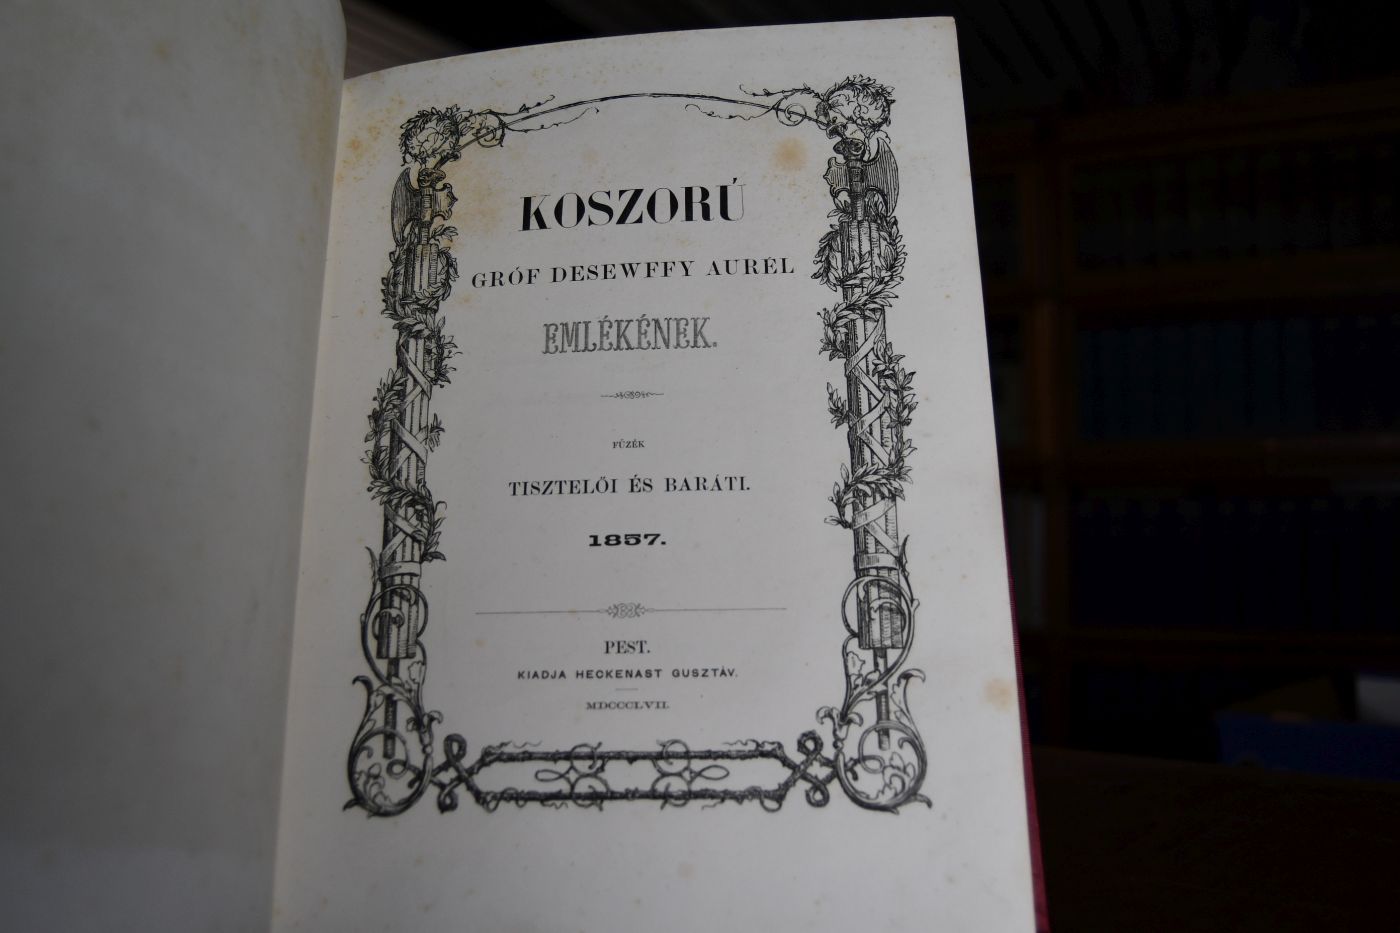 KOSZORÚ
GRÓF DESEWFFY AURÉL
EMLÉKÉNEK.
FŰZÉK
TISZTELŐI ÉS BARÁTI.
1857.
PEST.
KIADJA HECKENAST GUSZTÁV.
MDCCCLVII.